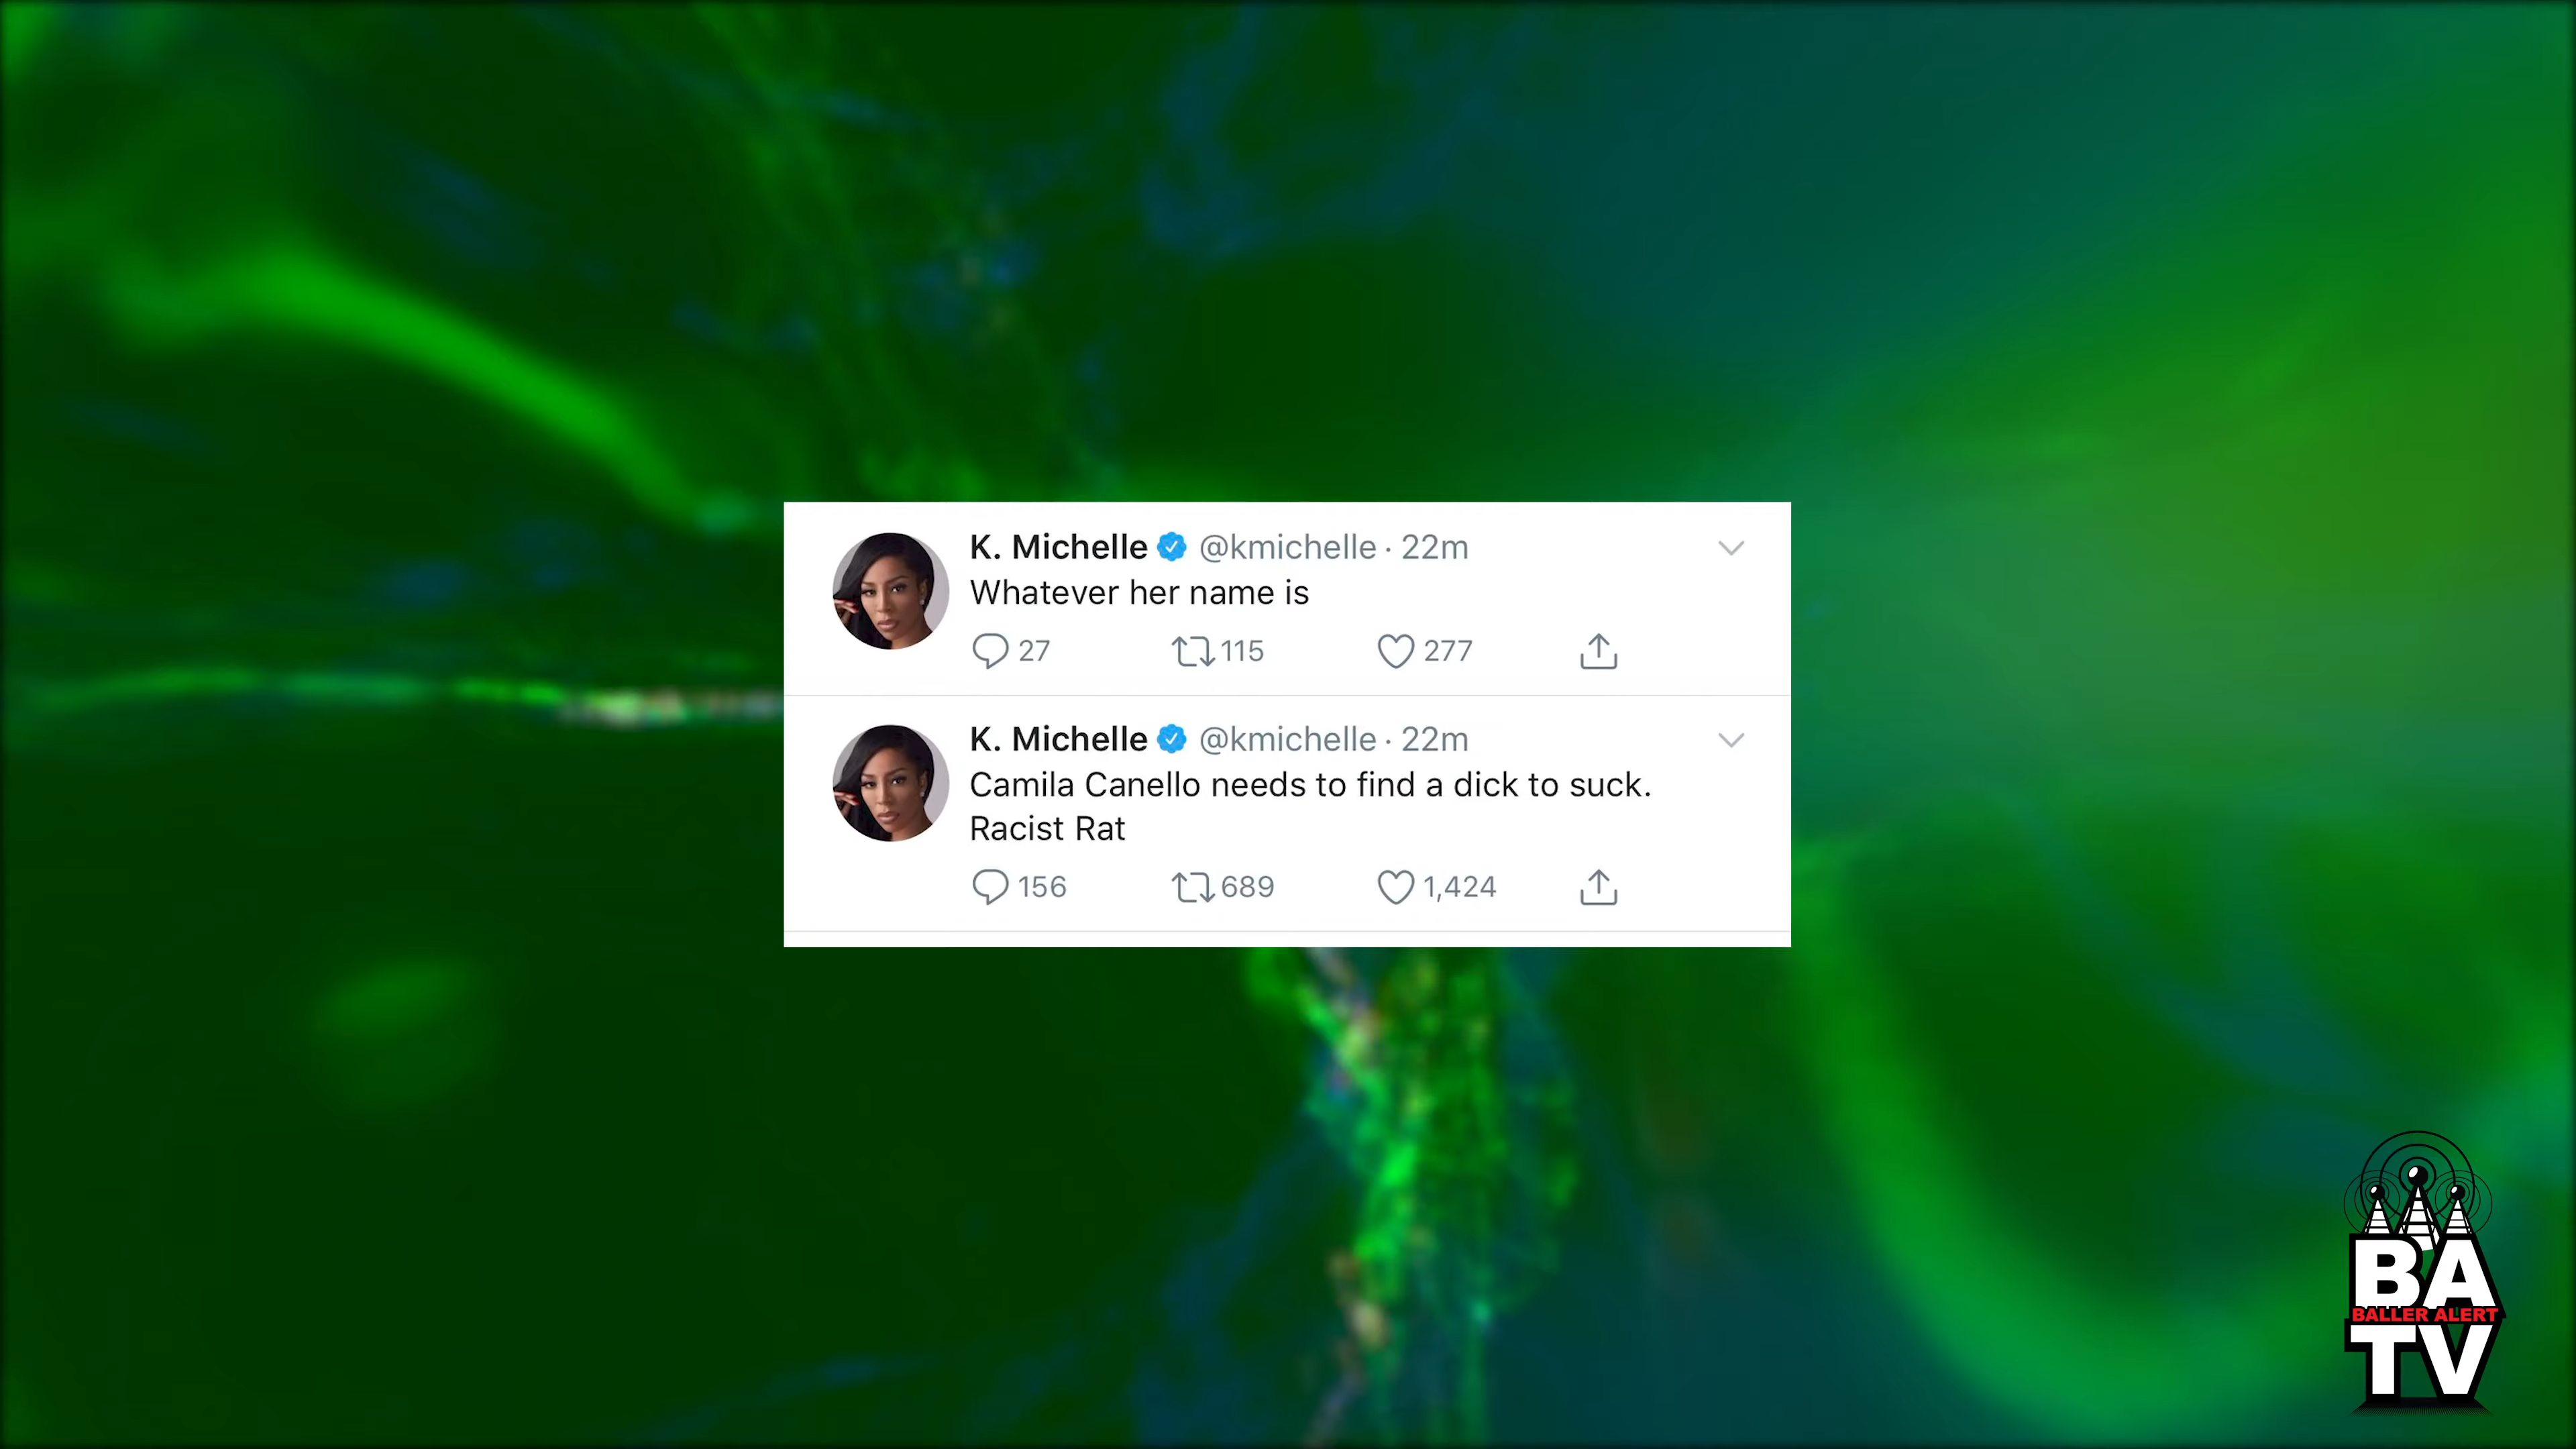 K. Michelle @kmichelle · 22m
Whatever her name is
27 115 277
K. Michelle @kmichelle · 22m
Camila Canello needs to find a dick to suck.
Racist Rat
156 689 1,424
BA
BALLER ALERT
TV